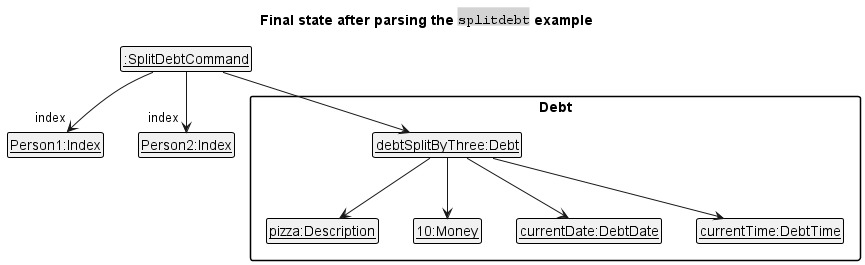 Final state after parsing the splitdebt example
:SplitDebtCommand
Debt
index
index
Person1:Index
Person2:Index
debtSplitByThree:Debt
pizza:Description
10:Money
currentDate:DebtDate
currentTime:DebtTime